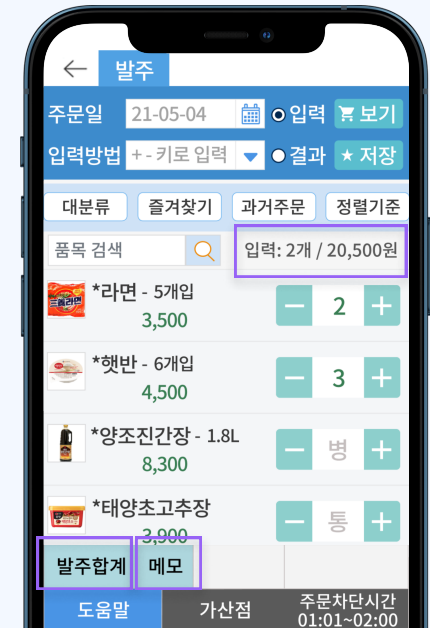 발주
주문일 21-05-04 입력 보기
입력방법 + - 키로 입력 결과 저장
대분류 즐겨찾기 과거주문 정렬기준
품목 검색 입력: 2개 / 20,500원
*라면 - 5개입
3,500
2
*햇반 - 6개입
4,500
3
*양조진간장 - 1.8L
8,300
병
*태양초고추장
3,900
통
발주합계 메모
도움말 가산점 주문차단시간
01:01~02:00